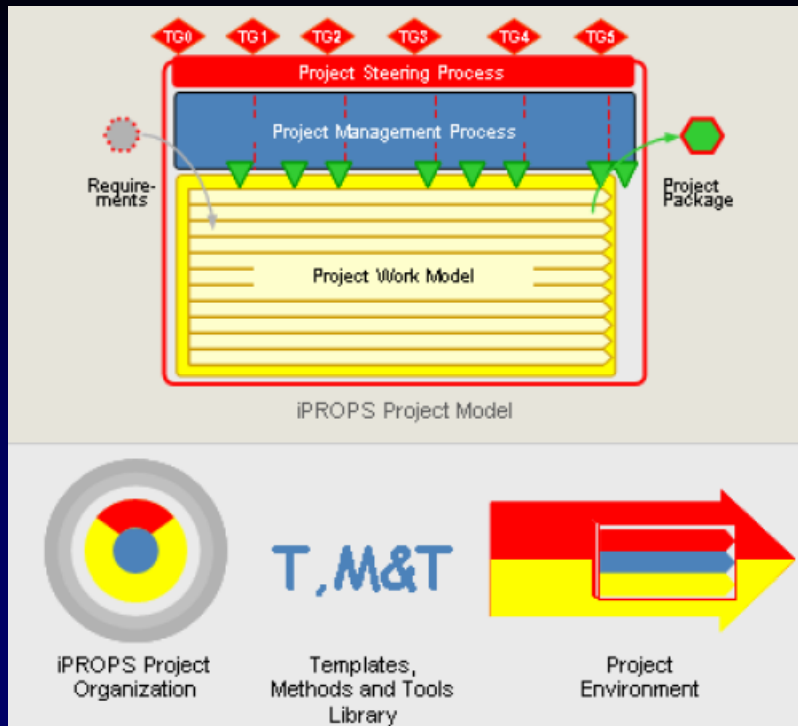 TG0 TG1 TG2 TG3 TG4 TG5
Project Steering Process
Project Management Process
Require-
ments
Project
Package
Project Work Model
iPROPS Project Model
T,M&T
iPROPS Project
Organization
Templates,
Methods and Tools
Library
Project
Environment